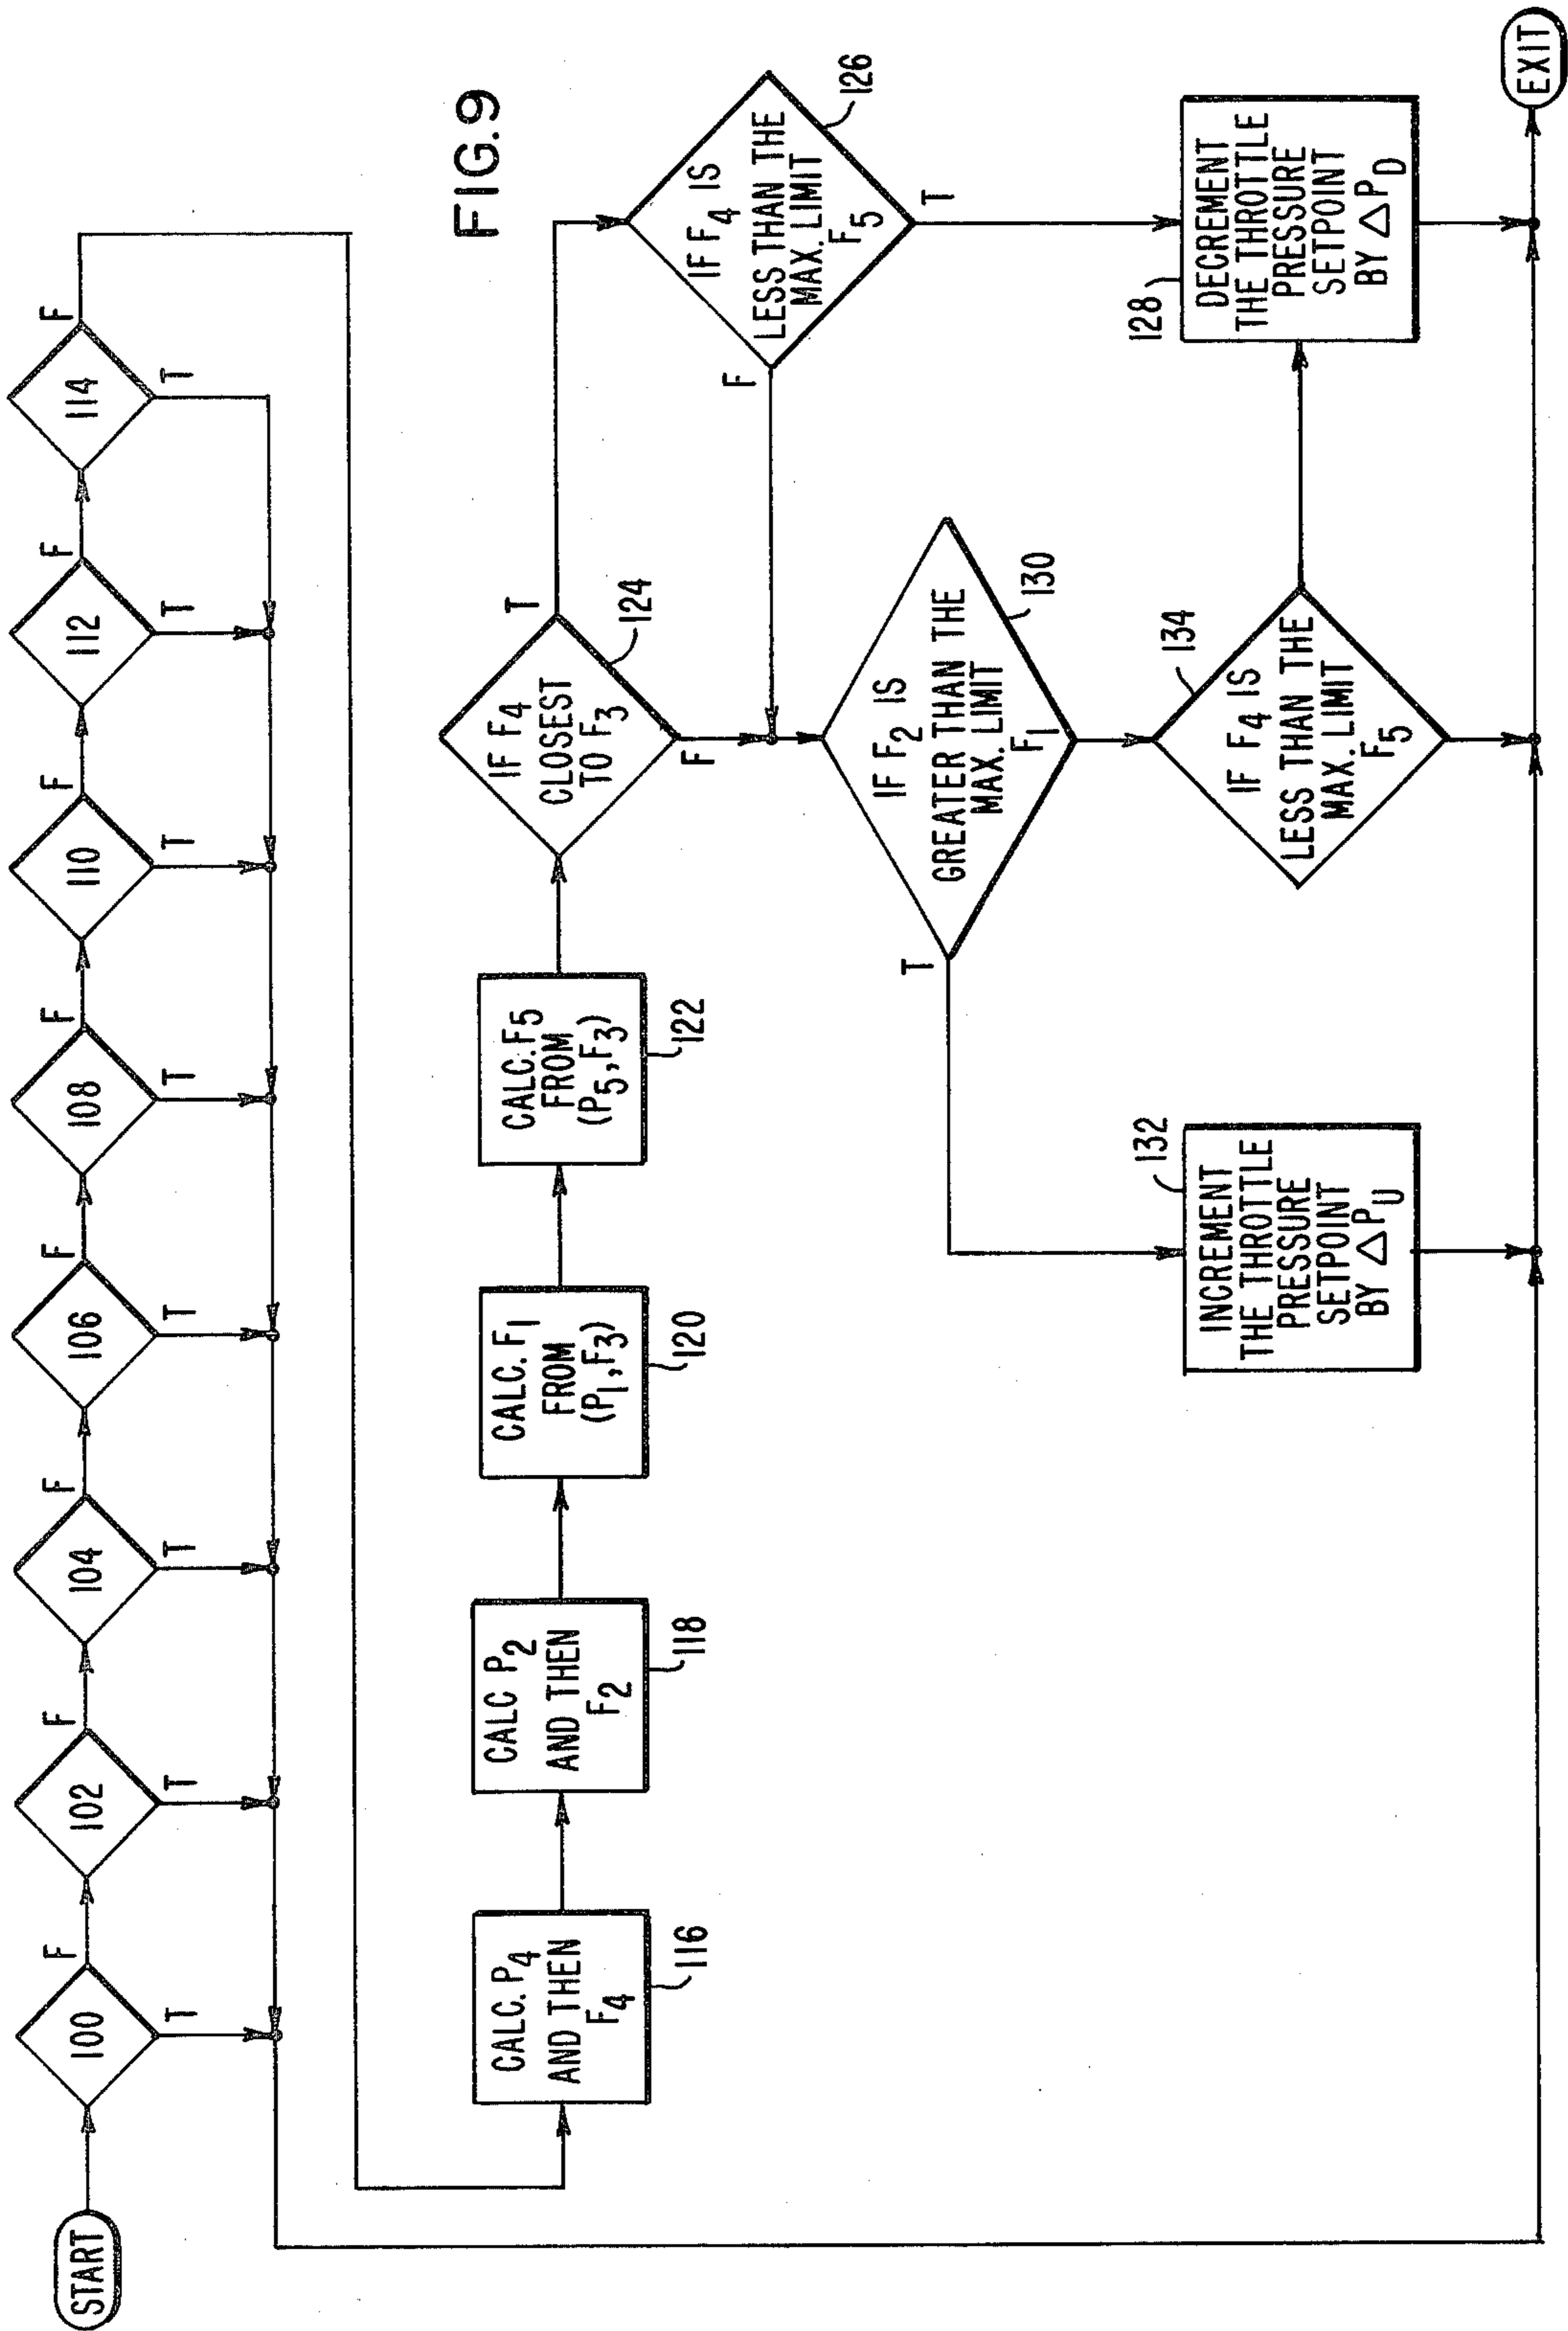 FIG.9
START
100
F
T
102
F
T
104
F
T
106
F
T
108
F
T
110
F
T
112
F
T
114
F
T
CALC. P4
AND THEN
F4
116
CALC P2
AND THEN
F2
118
CALC. F1
FROM
(P1,F3)
120
CALC. F5
FROM
(P5,F3)
122
IF F4
CLOSEST
TO F3
124
T
F
IF F4 IS
LESS THAN THE
MAX. LIMIT
F5
126
F
T
IF F2 IS
GREATER THAN THE
MAX. LIMIT
F1
130
T
INCREMENT
THE THROTTLE
PRESSURE
SETPOINT
BY △PU
132
IF F4 IS
LESS THAN THE
MAX. LIMIT
F5
134
DECREMENT
THE THROTTLE
PRESSURE
SETPOINT
BY △PD
128
EXIT